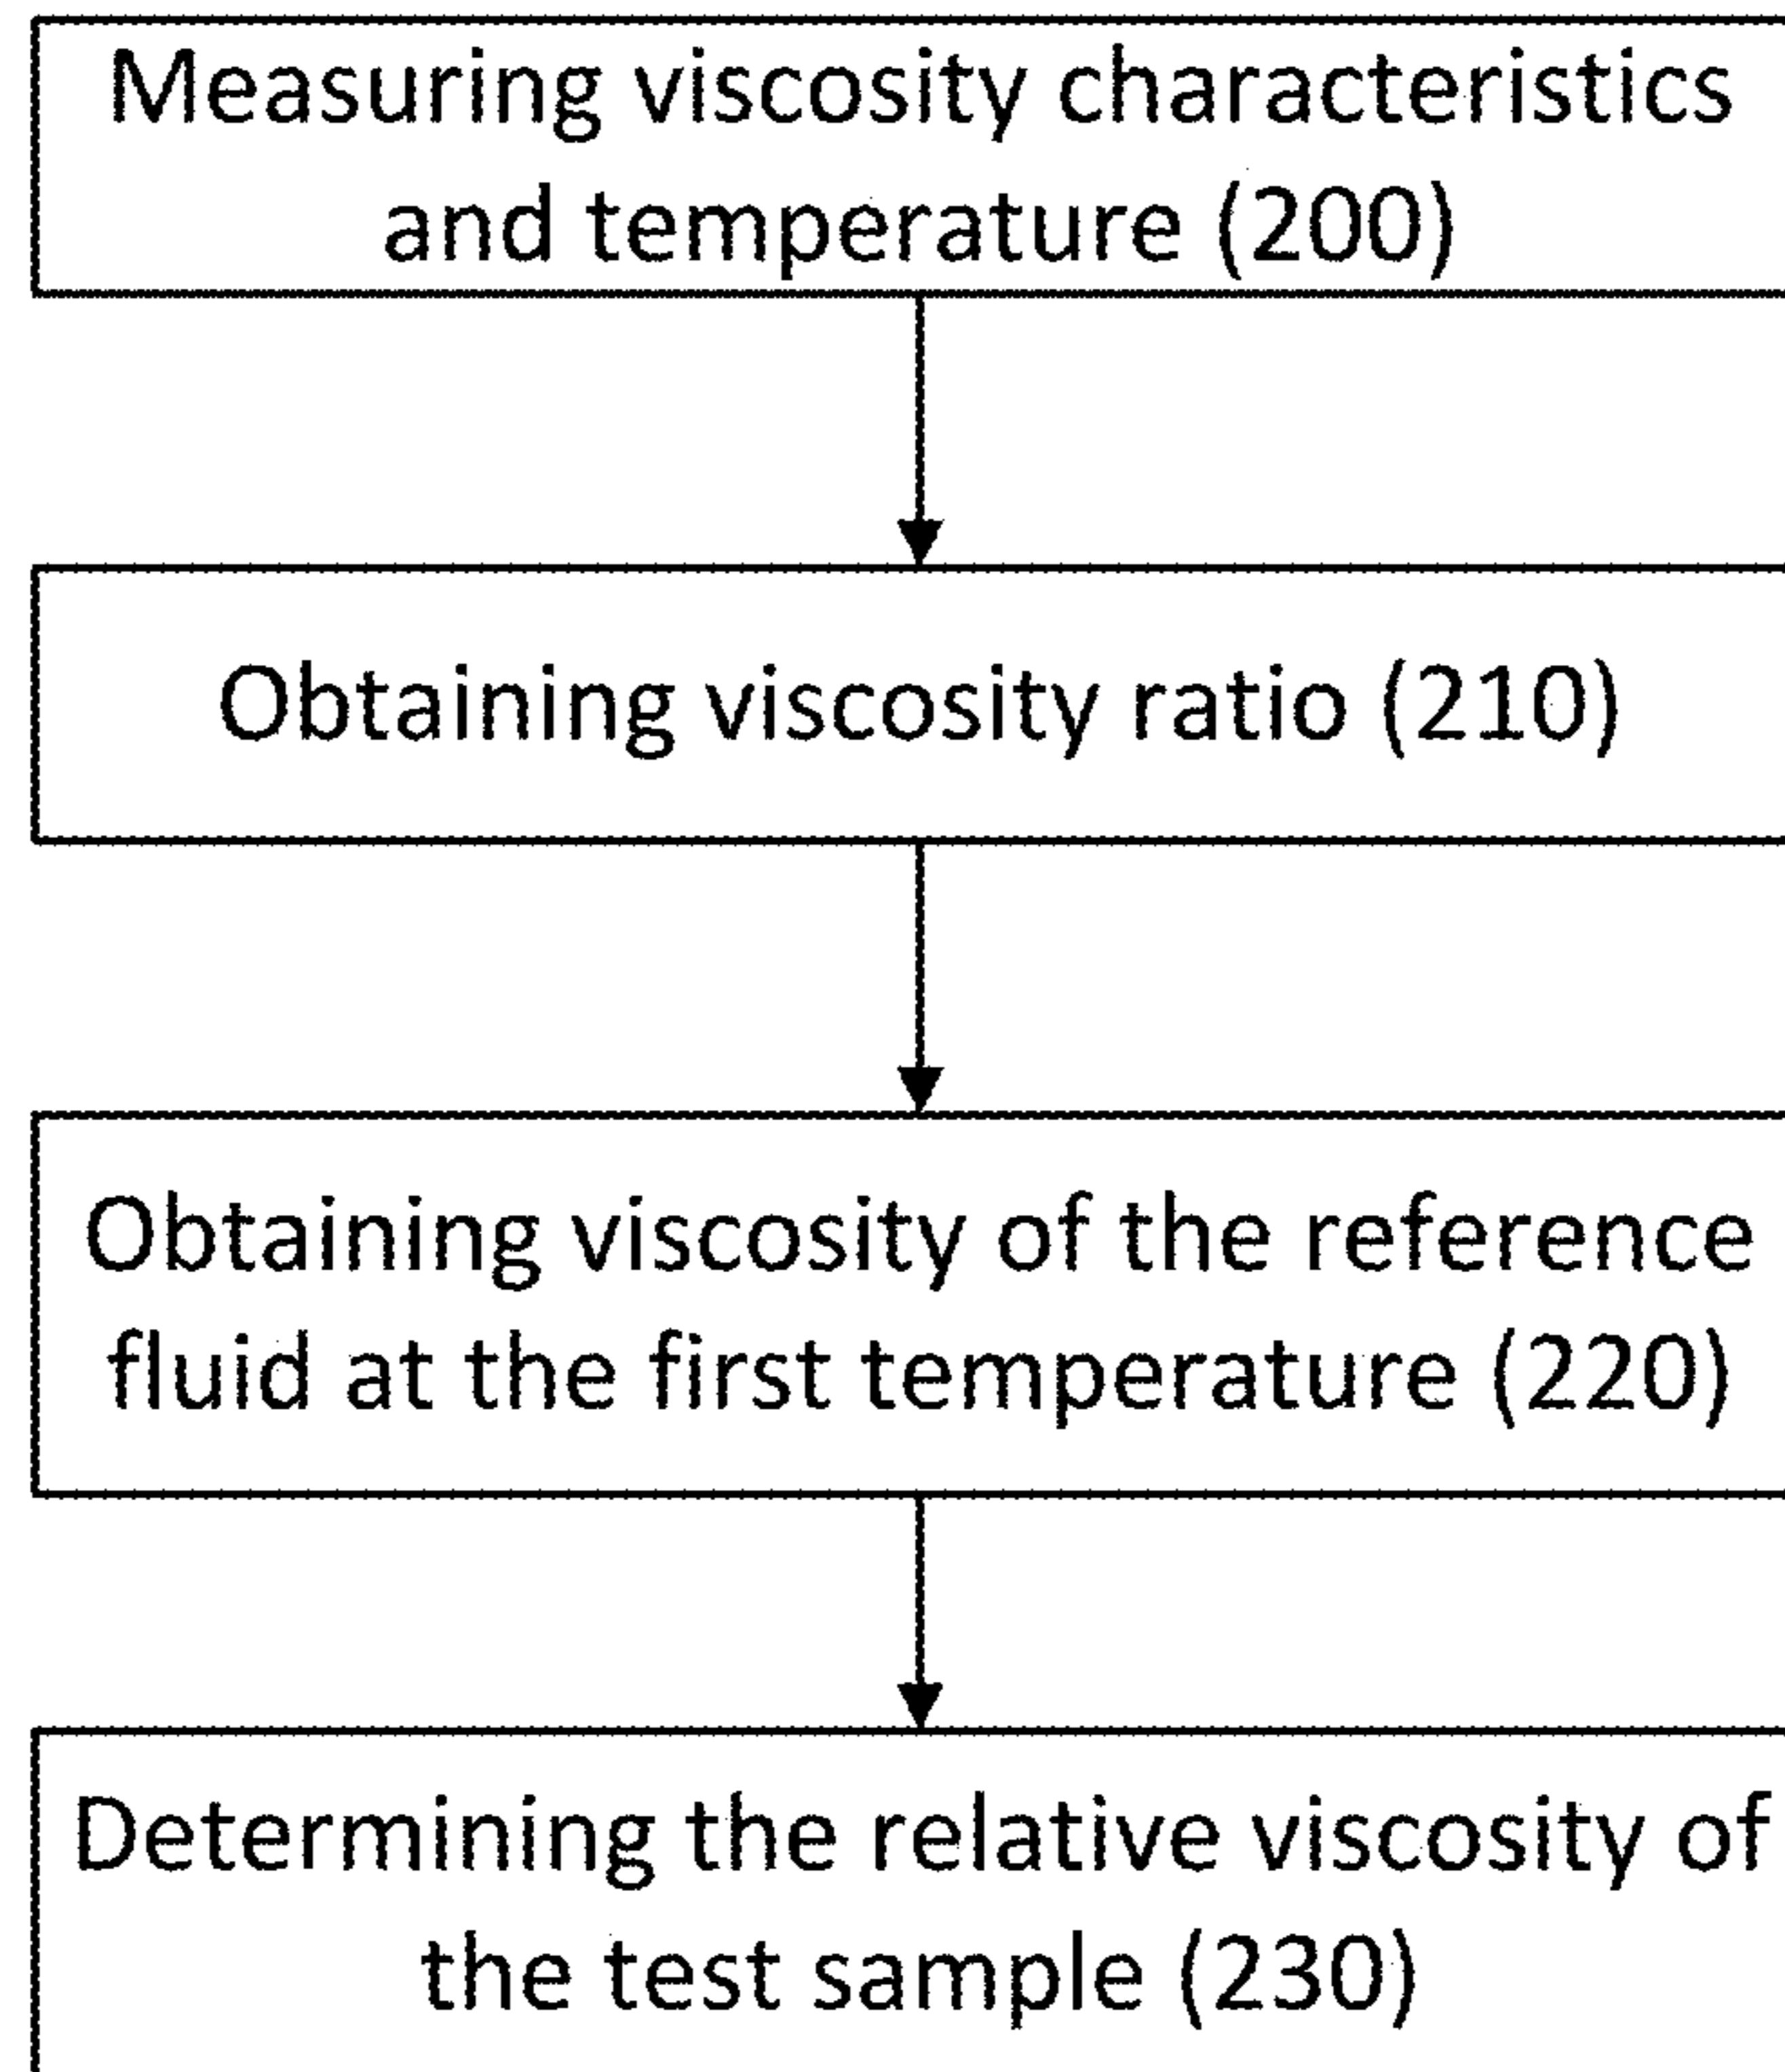 Measuring viscosity characteristics
and temperature (200)
Obtaining viscosity ratio (210)
Obtaining viscosity of the reference
fluid at the first temperature (220)
Determining the relative viscosity of
the test sample (230)